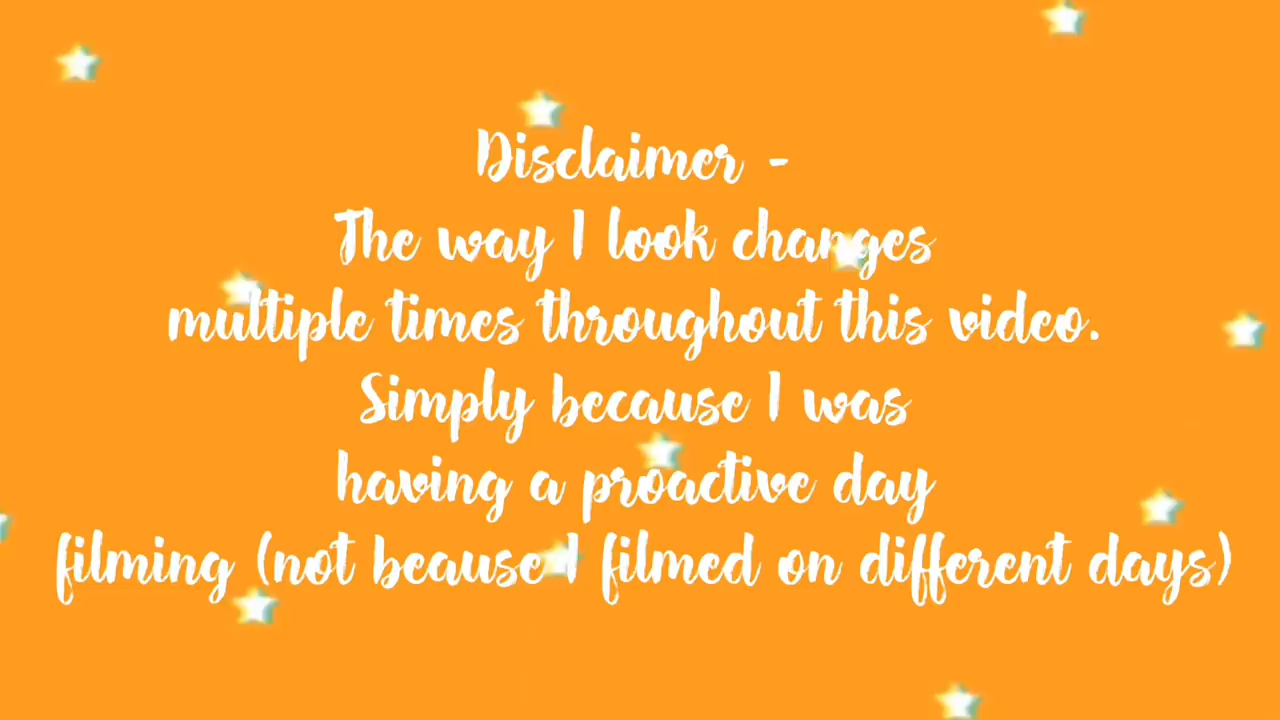 Disclaimer -
The way I look changes
multiple times throughout this video.
Simply because I was
having a proactive day
filming (not beause I filmed on different days)